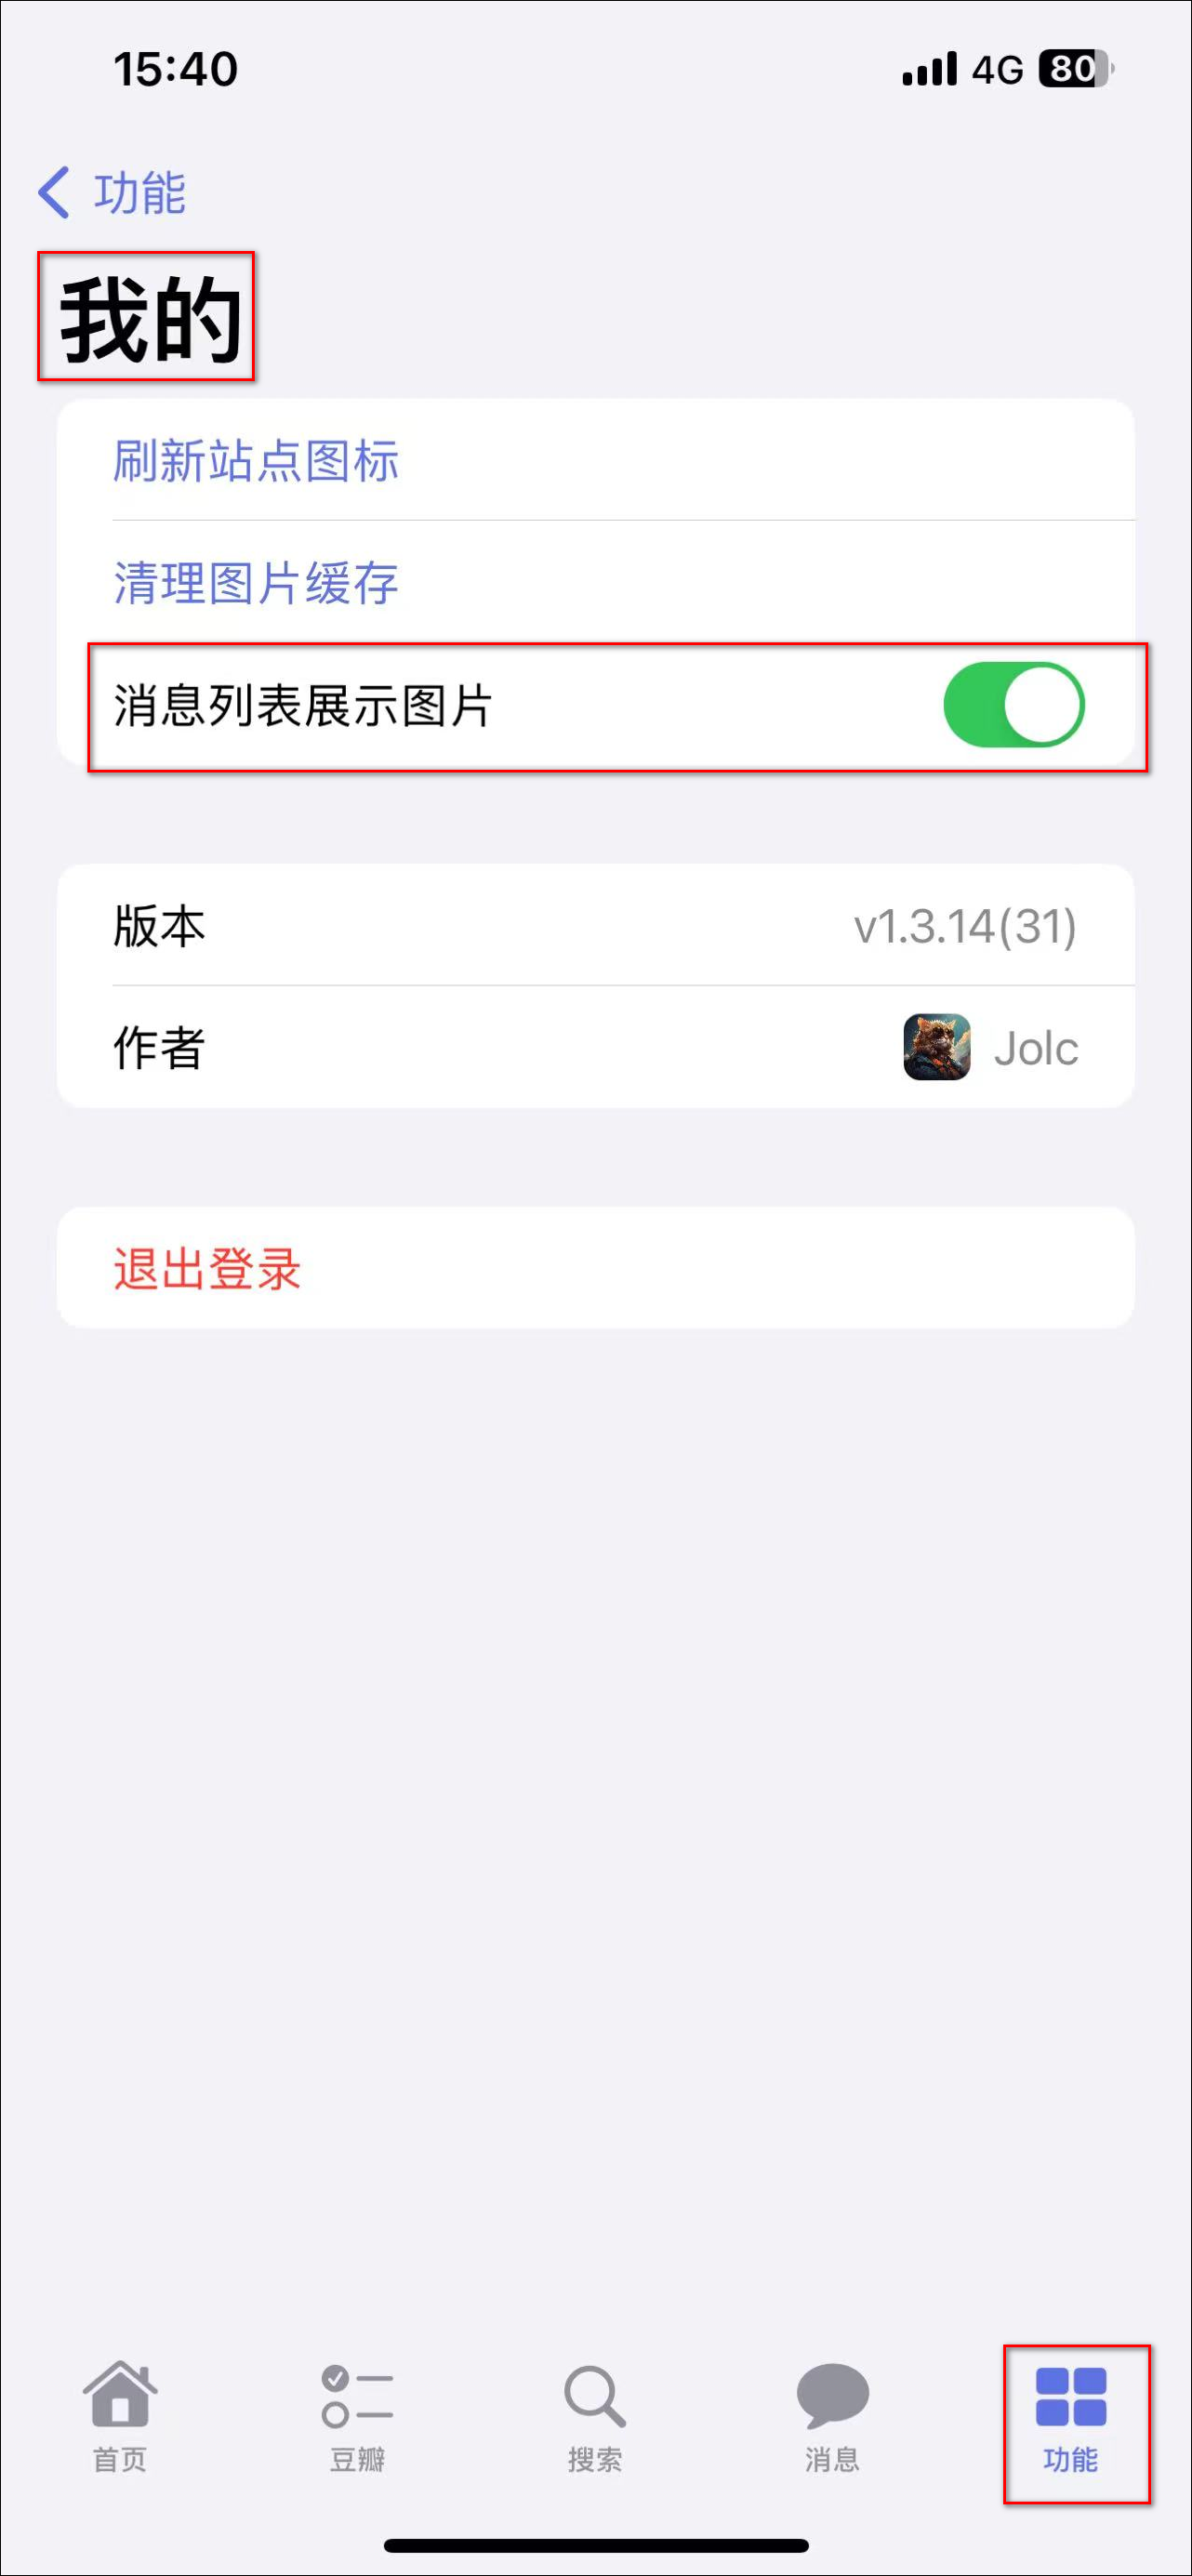 15:40
4G 80
功能
我的
刷新站点图标
清理图片缓存
消息列表展示图片
版本 v1.3.14(31)
作者 Jolc
退出登录
首页 豆瓣 搜索 消息 功能